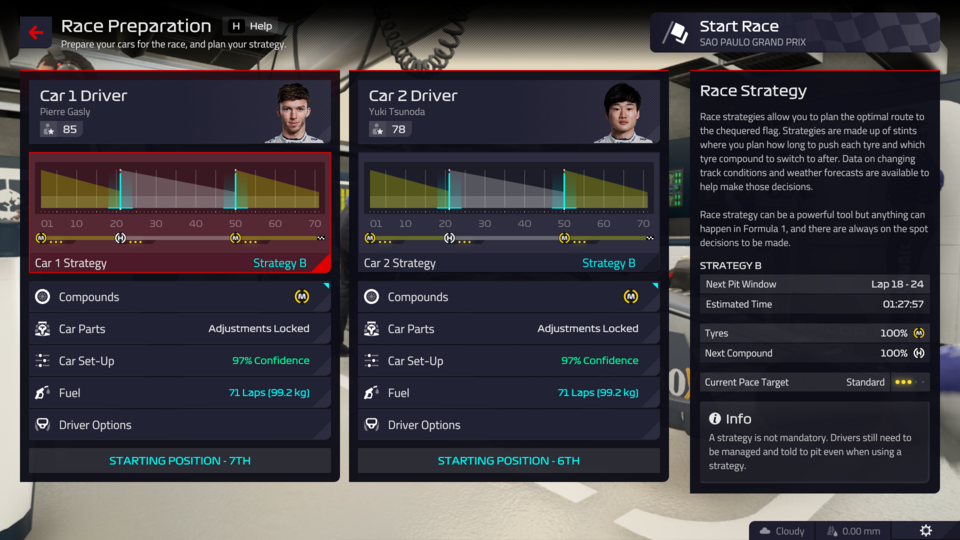 Race Preparation
H Help
Prepare your cars for the race, and plan your strategy.
Start Race
SAO PAULO GRAND PRIX
Car 1 Driver
Pierre Gasly
85
01 10 20 30 40 50 60 70
M H M
Car 1 Strategy Strategy B
Compounds M
Car Parts Adjustments Locked
Car Set-Up 97% Confidence
Fuel 71 Laps (99.2 kg)
Driver Options
STARTING POSITION - 7TH
Car 2 Driver
Yuki Tsunoda
78
01 10 20 30 40 50 60 70
M H M
Car 2 Strategy Strategy B
Compounds M
Car Parts Adjustments Locked
Car Set-Up 97% Confidence
Fuel 71 Laps (99.2 kg)
Driver Options
STARTING POSITION - 6TH
Race Strategy
Race strategies allow you to plan the optimal route to
the chequered flag. Strategies are made up of stints
where you plan how long to push each tyre and which
tyre compound to switch to after. Data on changing
track conditions and weather forecasts are available to
help make those decisions.
Race strategy can be a powerful tool but anything can
happen in Formula 1, and there are always on the spot
decisions to be made.
STRATEGY B
Next Pit Window Lap 18 - 24
Estimated Time 01:27:57
Tyres 100% M
Next Compound 100% H
Current Pace Target Standard
Info
A strategy is not mandatory. Drivers still need to
be managed and told to pit even when using a
strategy.
Cloudy 0.00 mm